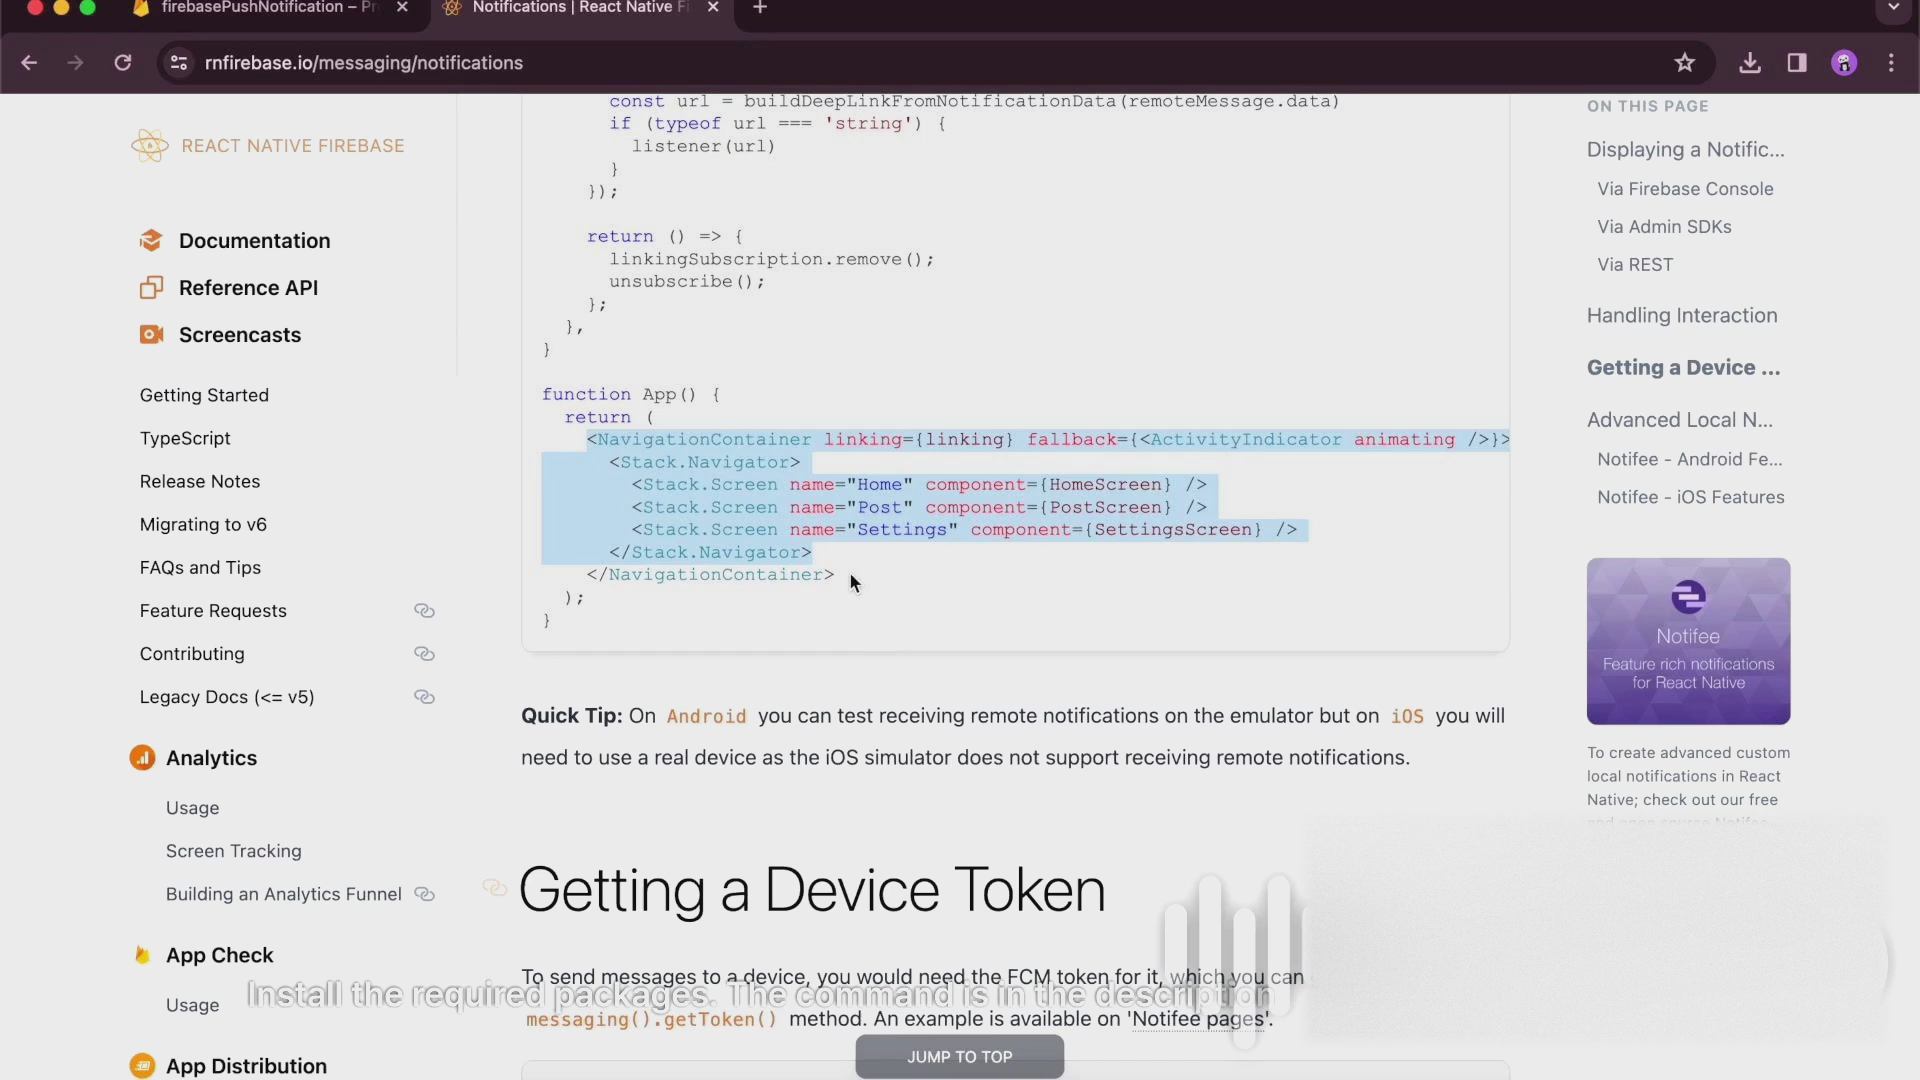 firebasePushNotification – Pr
Notifications | React Native Fi
rnfirebase.io/messaging/notifications
REACT NATIVE FIREBASE
Documentation
Reference API
Screencasts
Getting Started
TypeScript
Release Notes
Migrating to v6
FAQs and Tips
Feature Requests
Contributing
Legacy Docs (<= v5)
Analytics
Usage
Screen Tracking
Building an Analytics Funnel
App Check
Usage
App Distribution
const url = buildDeepLinkFromNotificationData(remoteMessage.data)
if (typeof url === 'string') {
listener(url)
}
});
return () => {
linkingSubscription.remove();
unsubscribe();
};
},
}
function App() {
return (
<NavigationContainer linking={linking} fallback={<ActivityIndicator animating />}>
<Stack.Navigator>
<Stack.Screen name="Home" component={HomeScreen} />
<Stack.Screen name="Post" component={PostScreen} />
<Stack.Screen name="Settings" component={SettingsScreen} />
</Stack.Navigator>
</NavigationContainer>
);
}
Quick Tip: On Android you can test receiving remote notifications on the emulator but on iOS you will
need to use a real device as the iOS simulator does not support receiving remote notifications.
Getting a Device Token
To send messages to a device, you would need the FCM token for it, which you can
Install the required packages. The command is in the description
messaging().getToken() method. An example is available on 'Notifee pages'.
JUMP TO TOP
ON THIS PAGE
Displaying a Notific...
Via Firebase Console
Via Admin SDKs
Via REST
Handling Interaction
Getting a Device ...
Advanced Local N...
Notifee - Android Fe...
Notifee - iOS Features
Notifee
Feature rich notifications
for React Native
To create advanced custom
local notifications in React
Native; check out our free